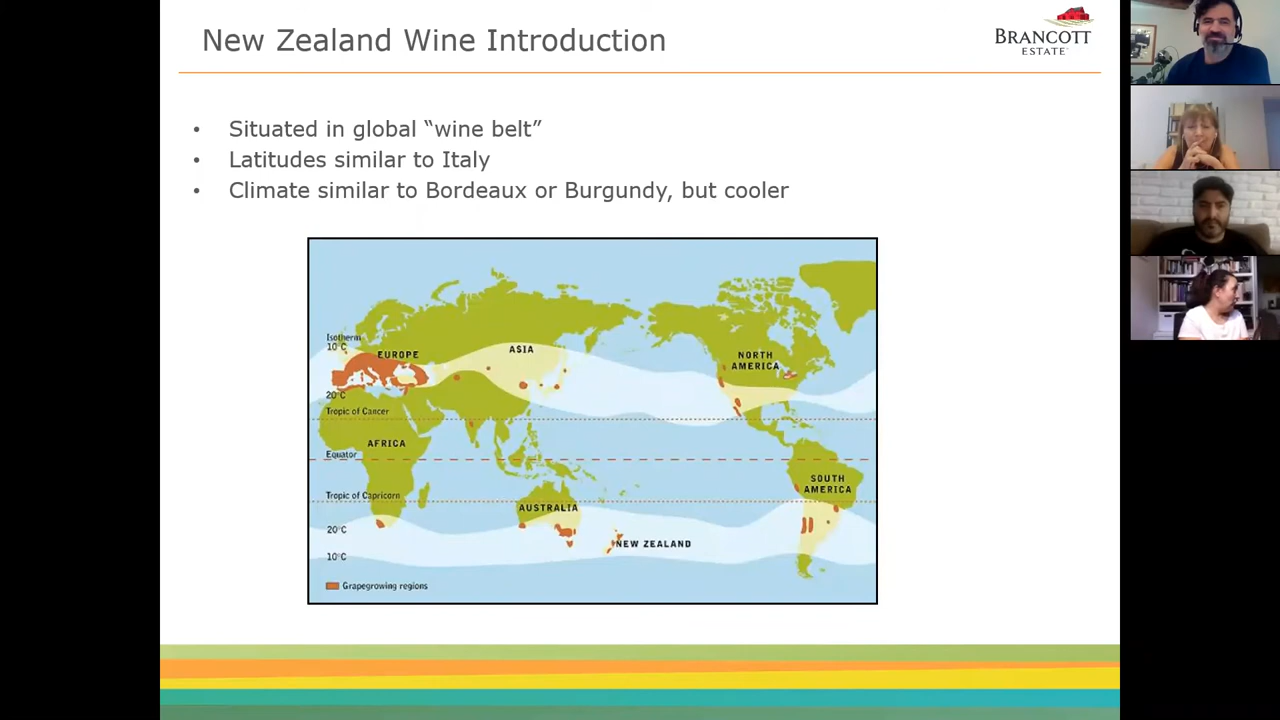 New Zealand Wine Introduction
BRANCOTT
ESTATE
• Situated in global “wine belt”
• Latitudes similar to Italy
• Climate similar to Bordeaux or Burgundy, but cooler
Isotherm
10°C
EUROPE
ASIA
NORTH
AMERICA
20°C
Tropic of Cancer
AFRICA
Equator
SOUTH
AMERICA
Tropic of Capricorn
AUSTRALIA
20°C
NEW ZEALAND
10°C
Grapegrowing regions